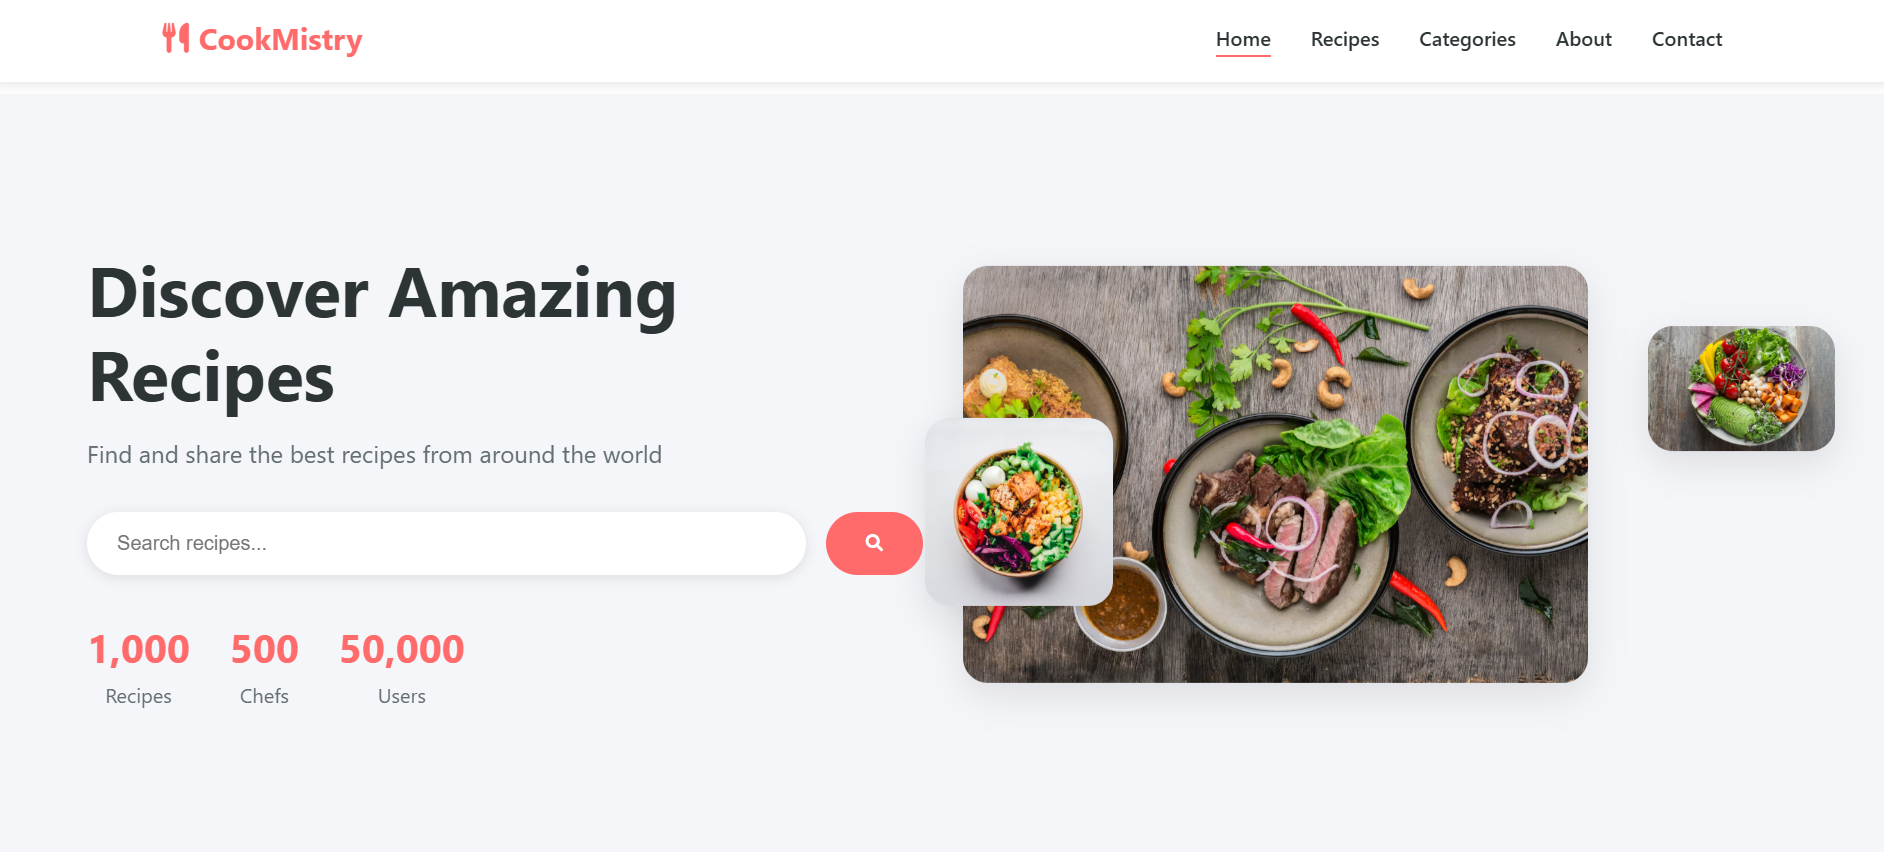 CookMistry
Home
Recipes
Categories
About
Contact
Discover Amazing
Recipes
Find and share the best recipes from around the world
Search recipes...
1,000
Recipes
500
Chefs
50,000
Users